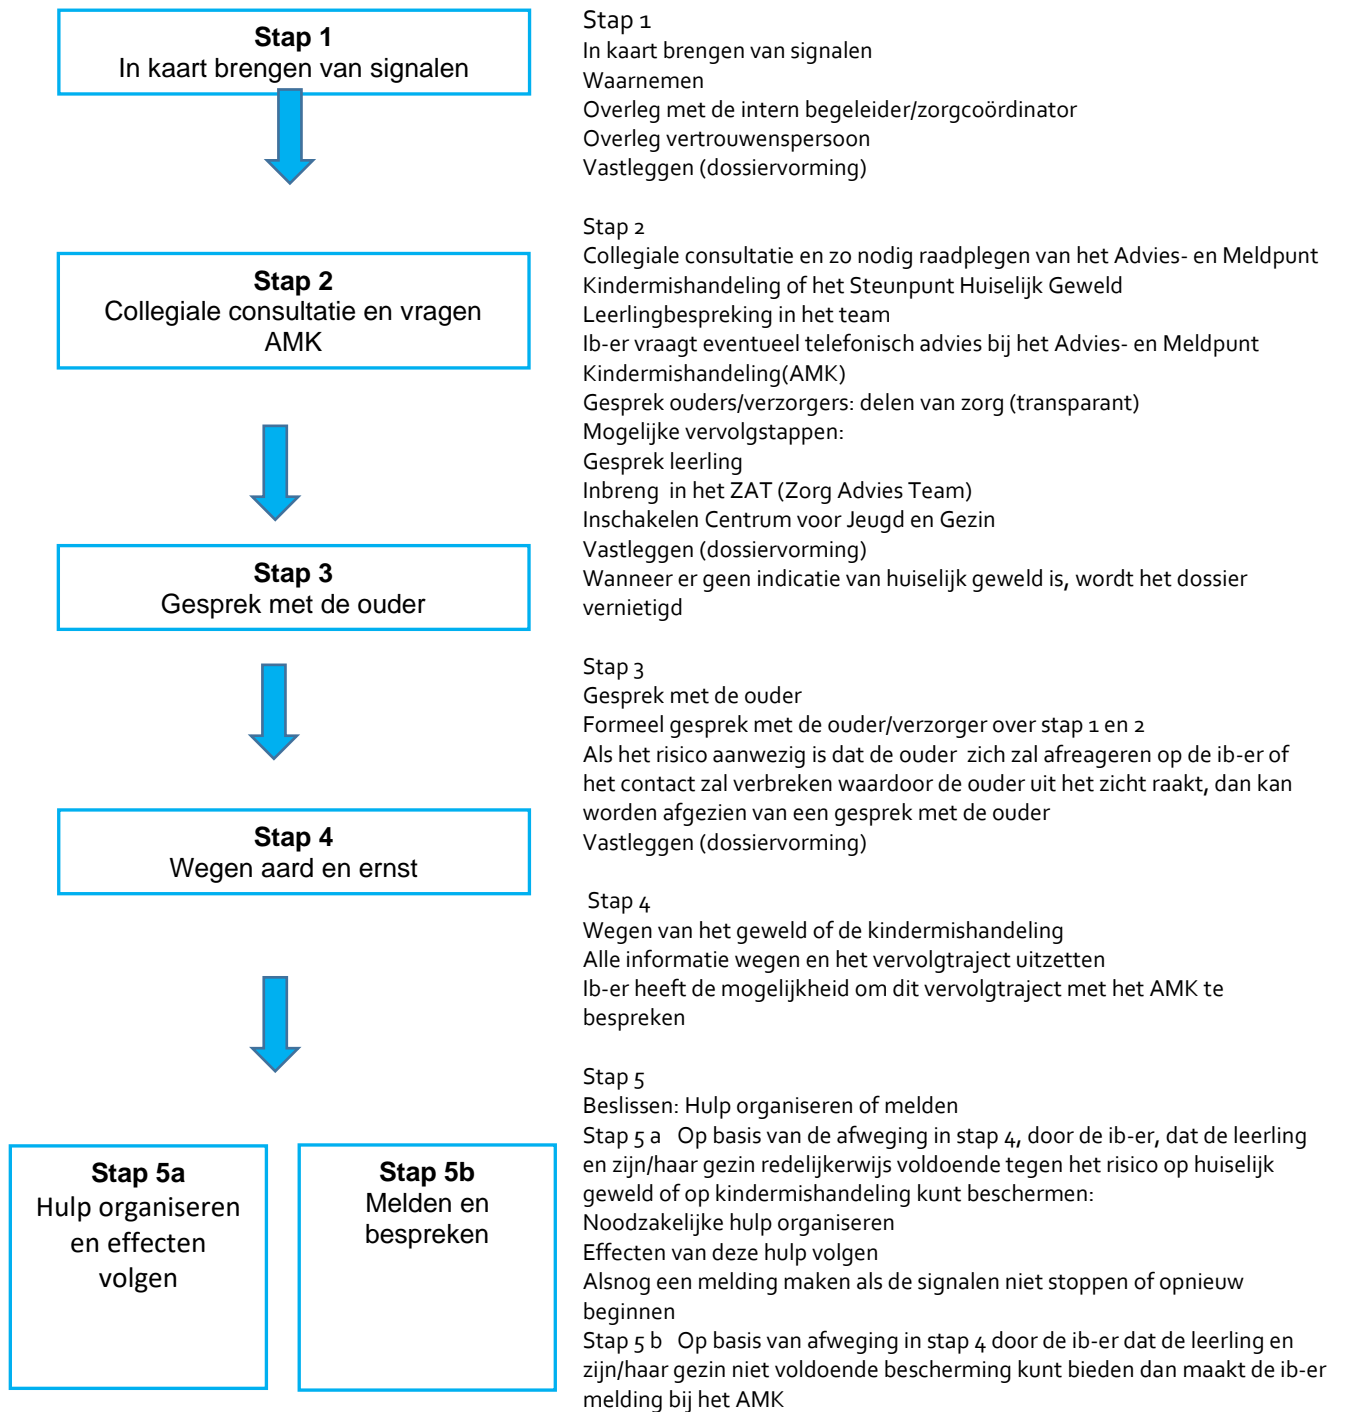 Stap 1
In kaart brengen van signalen
Stap 2
Collegiale consultatie en vragen
AMK
Stap 3
Gesprek met de ouder
Stap 4
Wegen aard en ernst
Stap 5a
Hulp organiseren
en effecten
volgen
Stap 5b
Melden en
bespreken
Stap 1
In kaart brengen van signalen
Waarnemen
Overleg met de intern begeleider/zorgcoördinator
Overleg vertrouwenspersoon
Vastleggen (dossiervorming)
Stap 2
Collegiale consultatie en zo nodig raadplegen van het Advies- en Meldpunt
Kindermishandeling of het Steunpunt Huiselijk Geweld
Leerlingbespreking in het team
Ib-er vraagt eventueel telefonisch advies bij het Advies- en Meldpunt
Kindermishandeling(AMK)
Gesprek ouders/verzorgers: delen van zorg (transparant)
Mogelijke vervolgstappen:
Gesprek leerling
Inbreng  in het ZAT (Zorg Advies Team)
Inschakelen Centrum voor Jeugd en Gezin
Vastleggen (dossiervorming)
Wanneer er geen indicatie van huiselijk geweld is, wordt het dossier
vernietigd
Stap 3
Gesprek met de ouder
Formeel gesprek met de ouder/verzorger over stap 1 en 2
Als het risico aanwezig is dat de ouder  zich zal afreageren op de ib-er of
het contact zal verbreken waardoor de ouder uit het zicht raakt, dan kan
worden afgezien van een gesprek met de ouder
Vastleggen (dossiervorming)
Stap 4
Wegen van het geweld of de kindermishandeling
Alle informatie wegen en het vervolgtraject uitzetten
Ib-er heeft de mogelijkheid om dit vervolgtraject met het AMK te
bespreken
Stap 5
Beslissen: Hulp organiseren of melden
Stap 5 a   Op basis van de afweging in stap 4, door de ib-er, dat de leerling
en zijn/haar gezin redelijkerwijs voldoende tegen het risico op huiselijk
geweld of op kindermishandeling kunt beschermen:
Noodzakelijke hulp organiseren
Effecten van deze hulp volgen
Alsnog een melding maken als de signalen niet stoppen of opnieuw
beginnen
Stap 5 b   Op basis van afweging in stap 4 door de ib-er dat de leerling en
zijn/haar gezin niet voldoende bescherming kunt bieden dan maakt de ib-er
melding bij het AMK